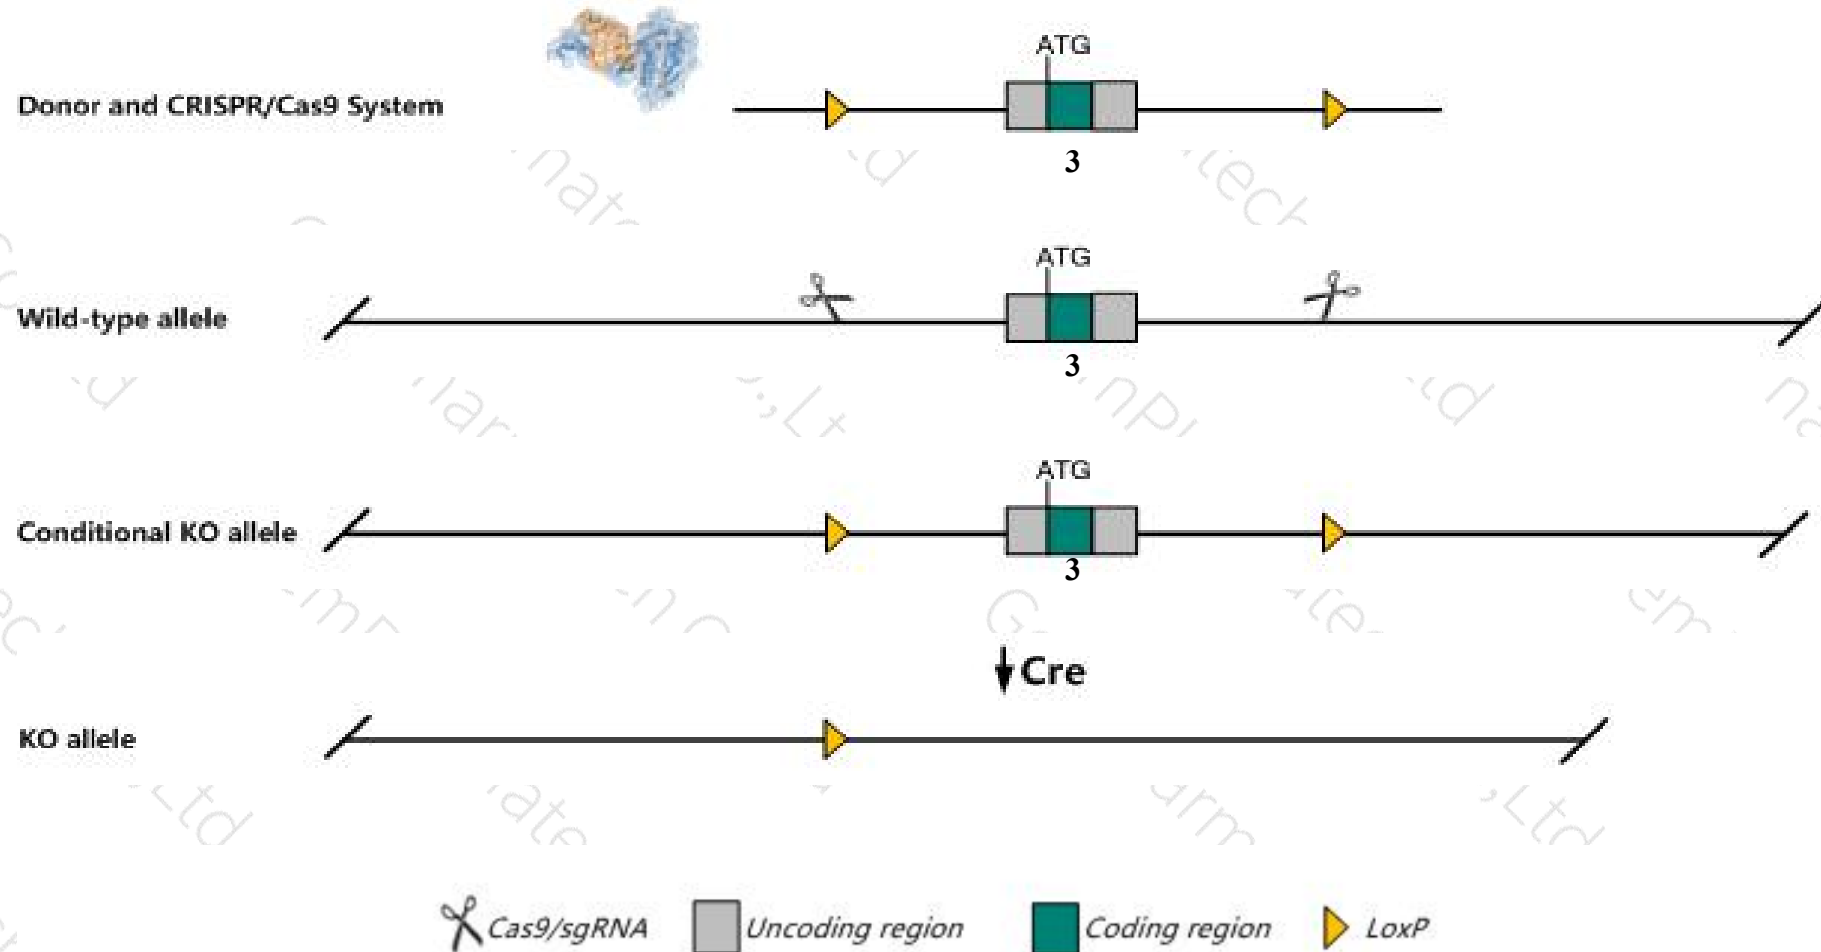 ATG
Donor and CRISPR/Cas9 System
3
ATG
Wild-type allele
3
ATG
Conditional KO allele
3
Cre
KO allele
Cas9/sgRNA Uncoding region Coding region LoxP